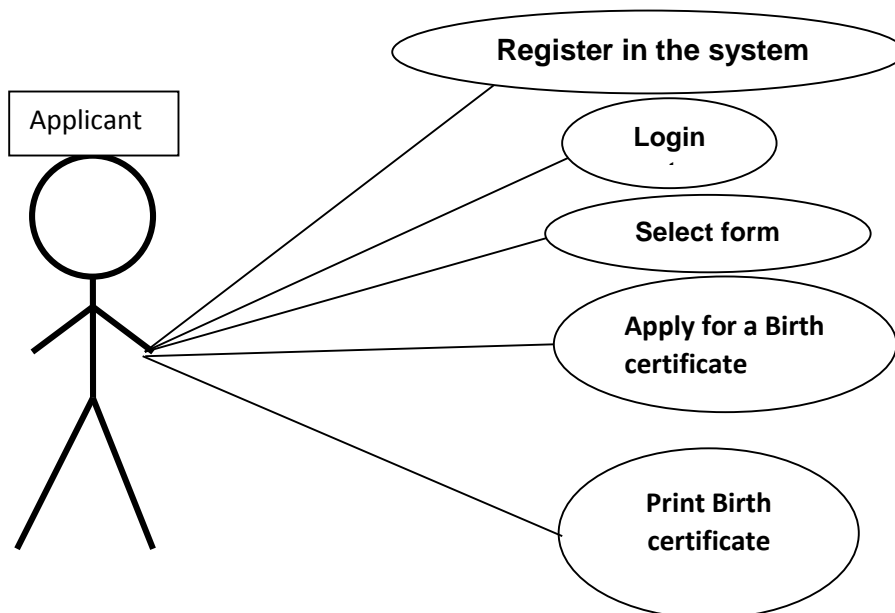 Register in the system
Applicant
Login
Select form
Apply for a Birth
certificate
Print Birth
certificate